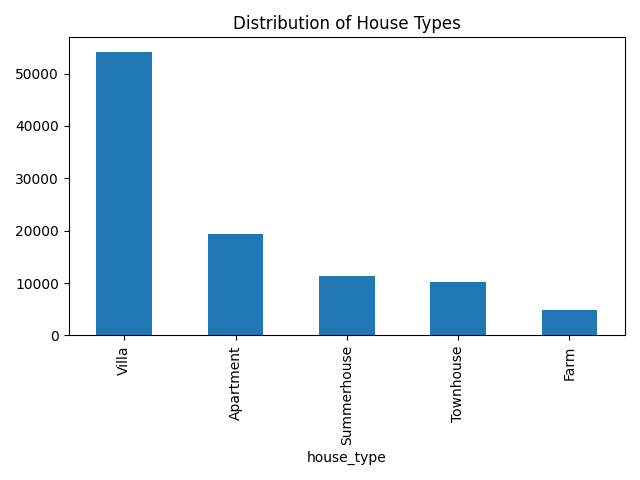 Distribution of House Types
50000
40000
30000
20000
10000
0
Villa
Apartment
Summerhouse
Townhouse
Farm
house_type